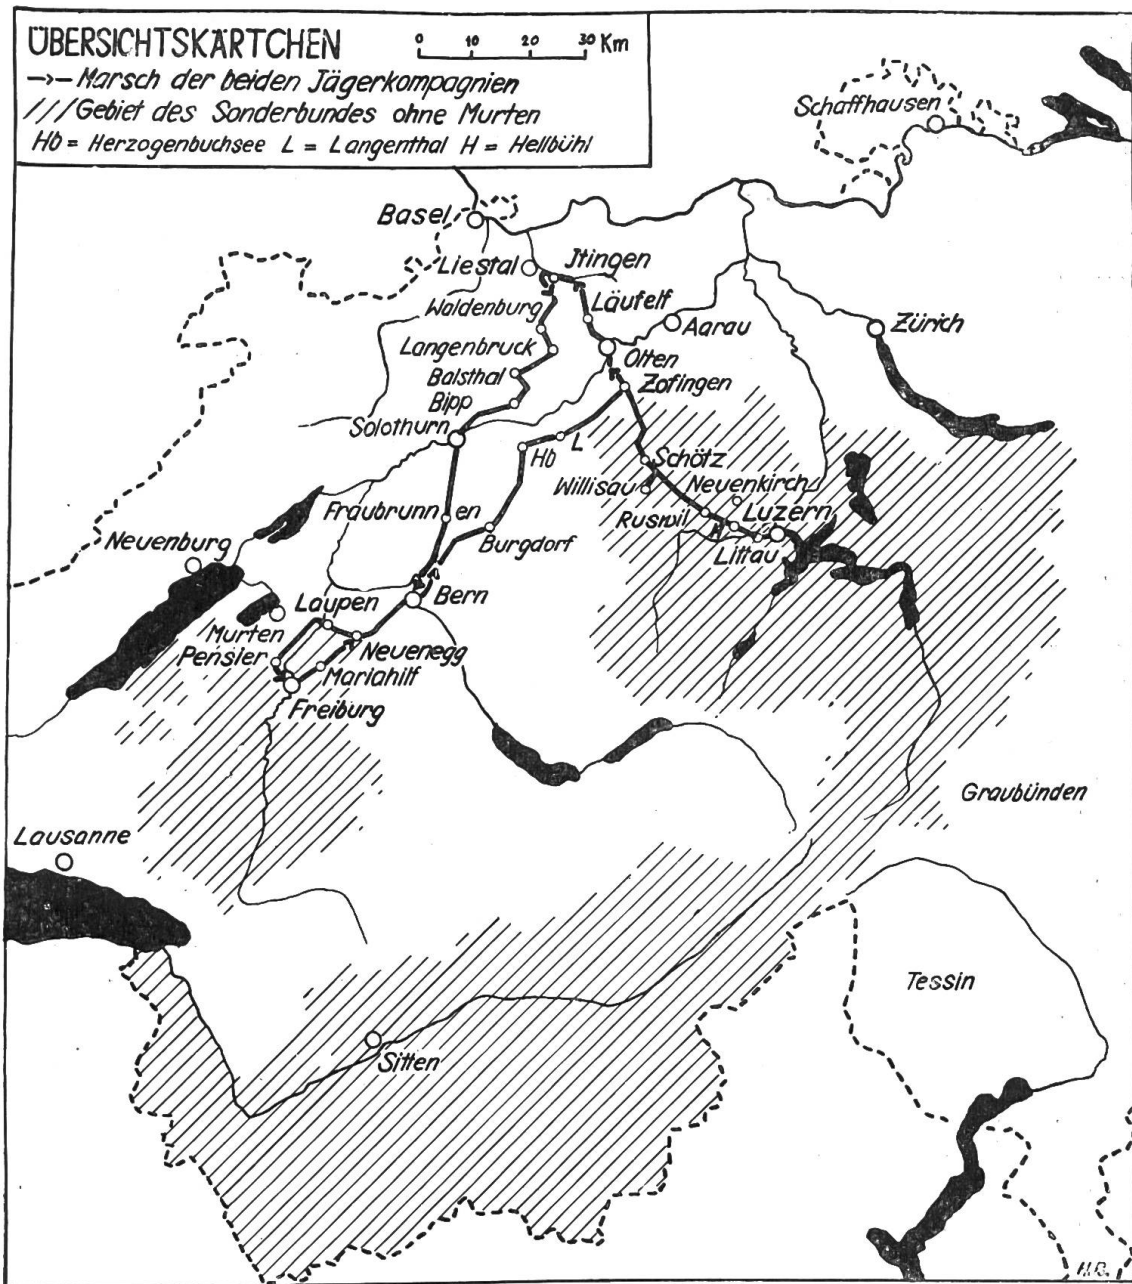 ÜBERSICHTSKÄRTCHEN
0 10 20 30 Km
Marsch der beiden Jägerkompagnien
/// Gebiet des Sonderbundes ohne Murten
Hb = Herzogenbuchsee L = Langenthal H = Hellbühl
Schaffhausen
Basel
Liestal
Itingen
Waldenburg
Läufelf
Aarau
Zürich
Langenbruck
Olten
Balsthal
Zofingen
Bipp
Solothurn
Hb
L
Schötz
Willisau
Neuenkirch
Fraubrunnen
Ruswil
Luzern
H
Neuenburg
Burgdorf
Littau
Laupen
Bern
Murten
Neuenegg
Pensier
Mariahilf
Freiburg
Graubünden
Lausanne
Tessin
Sitten